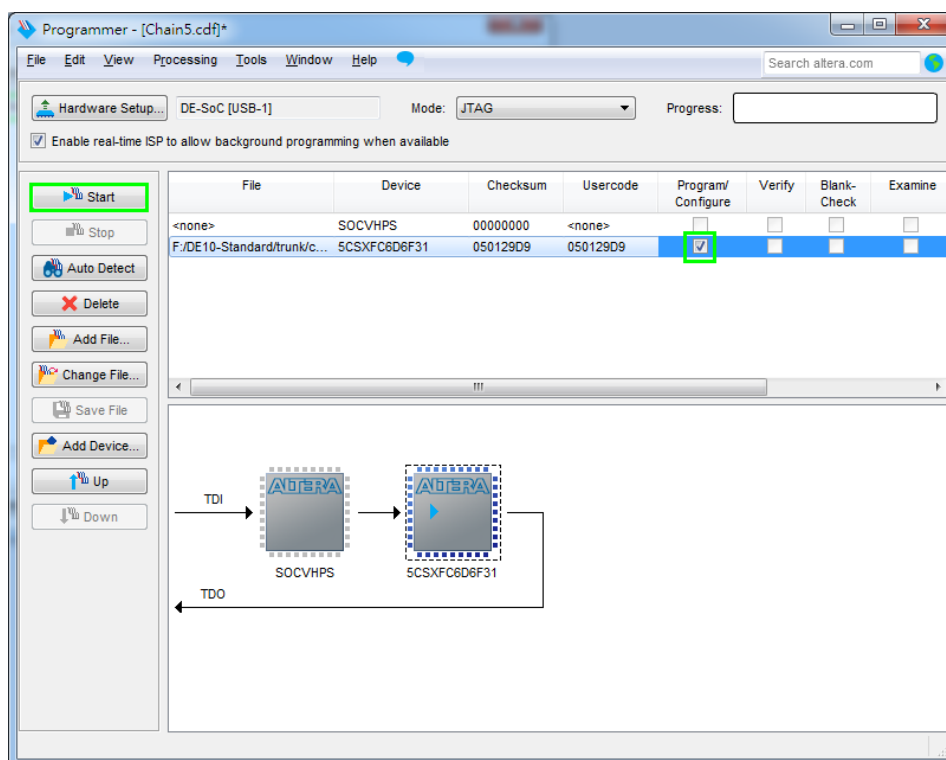 Programmer - [Chain5.cdf]*
File Edit View Processing Tools Window Help
Search altera.com
Hardware Setup... DE-SoC [USB-1] Mode: JTAG Progress:
Enable real-time ISP to allow background programming when available
Start
Stop
Auto Detect
Delete
Add File...
Change File...
Save File
Add Device...
Up
Down
File Device Checksum Usercode Program/ Configure Verify Blank- Check Examine
<none> SOCVHPS 00000000 <none>
F:/DE10-Standard/trunk/c... 5CSXFC6D6F31 050129D9 050129D9
ALTERA ALTERA
TDI
SOCVHPS 5CSXFC6D6F31
TDO